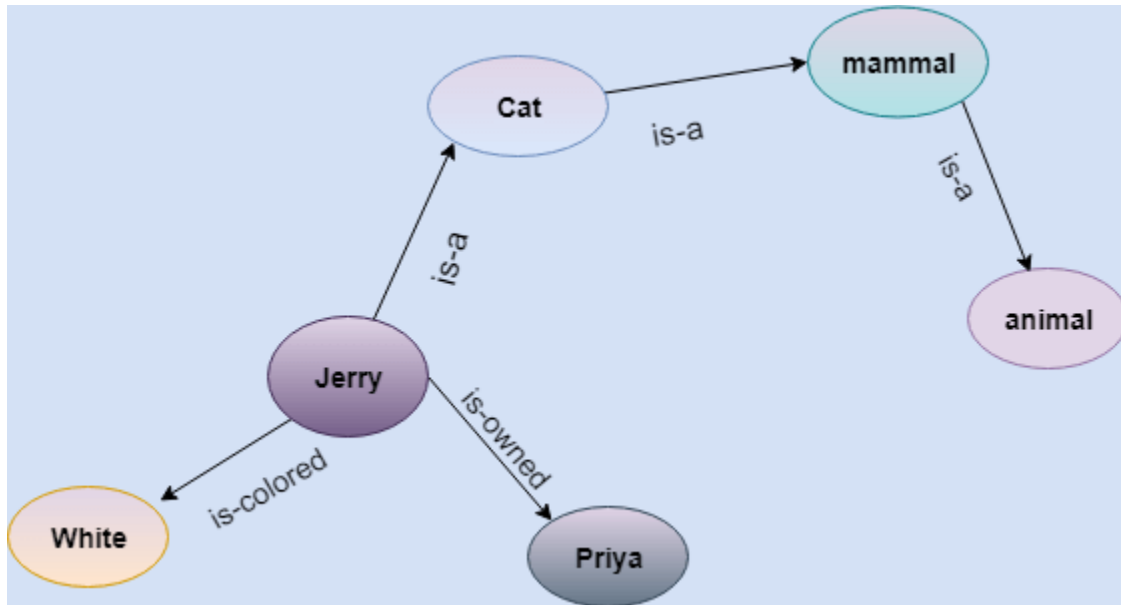 mammal
Cat
is-a
is-a
is-a
animal
Jerry
is-owned
is-colored
White
Priya